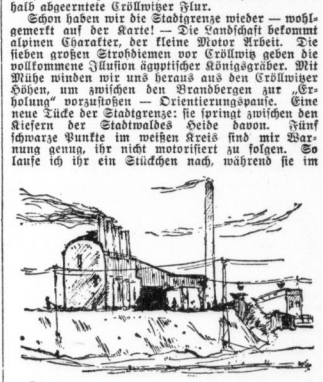 halb abgeerntete Cröllwitzer Flur.
Schon haben wir die Stadtgrenze wieder — wohl-
gemerkt auf der Karte! — Die Landschaft bekommt
alpinen Charakter, der kleine Motor Arbeit. Die
sieben großen Strohdiemen vor Cröllwitz geben die
vollkommene Illusion ägyptischer Königsgräber. Mit
Mühe winden wir uns heraus aus den Cröllwitzer
Höhen, um zwischen den Brandbergen zur „Er-
holung“ vorzustoßen — Orientierungspause. Eine
neue Tücke der Stadtgrenze: sie springt zwischen den
Kiefern der Stadtwaldes Heide davon. Fünf
schwarze Punkte im weißen Kreis sind mir War-
nung genug, ihr nicht motorisiert zu folgen. So
laufe ich ihr ein Stückchen nach, während sie im